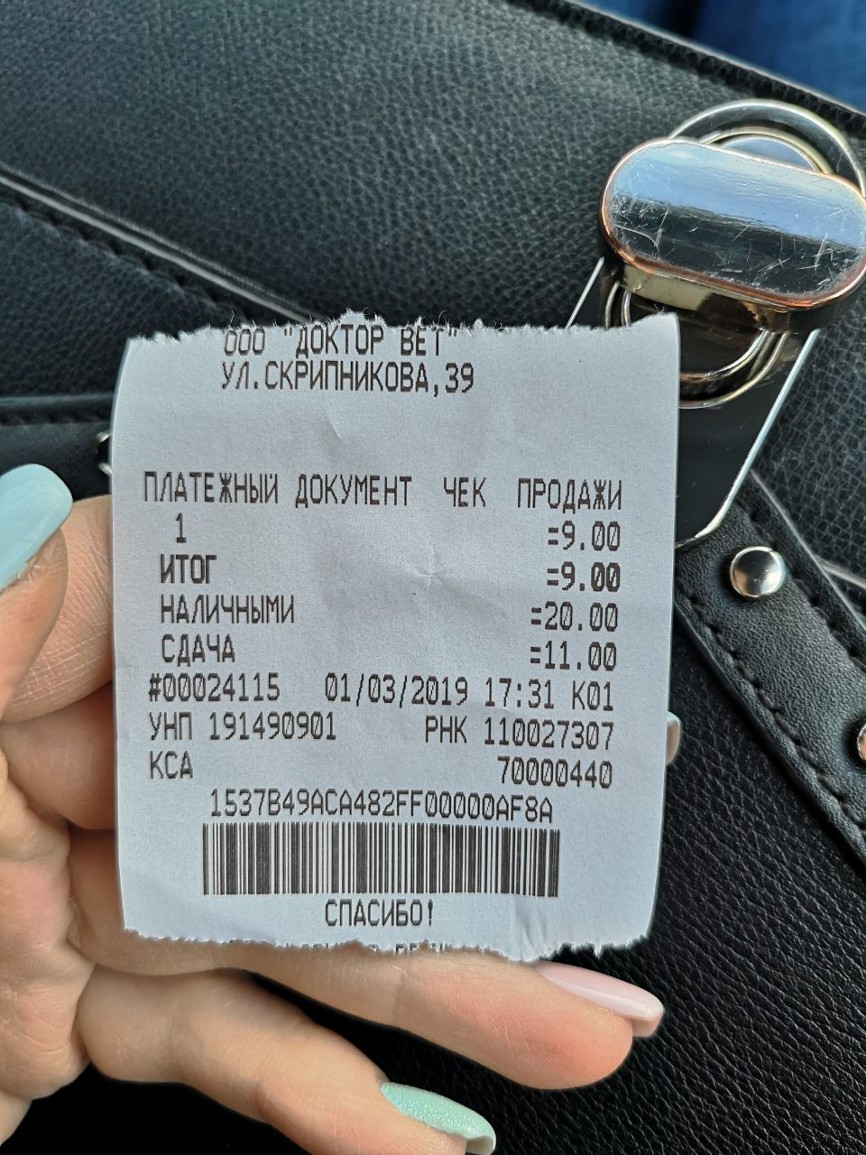 ООО "ДОКТОР ВЕТ"
УЛ.СКРИПНИКОВА,39
ПЛАТЕЖНЫЙ ДОКУМЕНТ ЧЕК ПРОДАЖИ
1 =9.00
ИТОГ =9.00
НАЛИЧНЫМИ =20.00
СДАЧА =11.00
#00024115 01/03/2019 17:31 К01
УНП 191490901 РНК 110027307
КСА 70000440
1537B49ACA482FF00000AF8A
СПАСИБО!